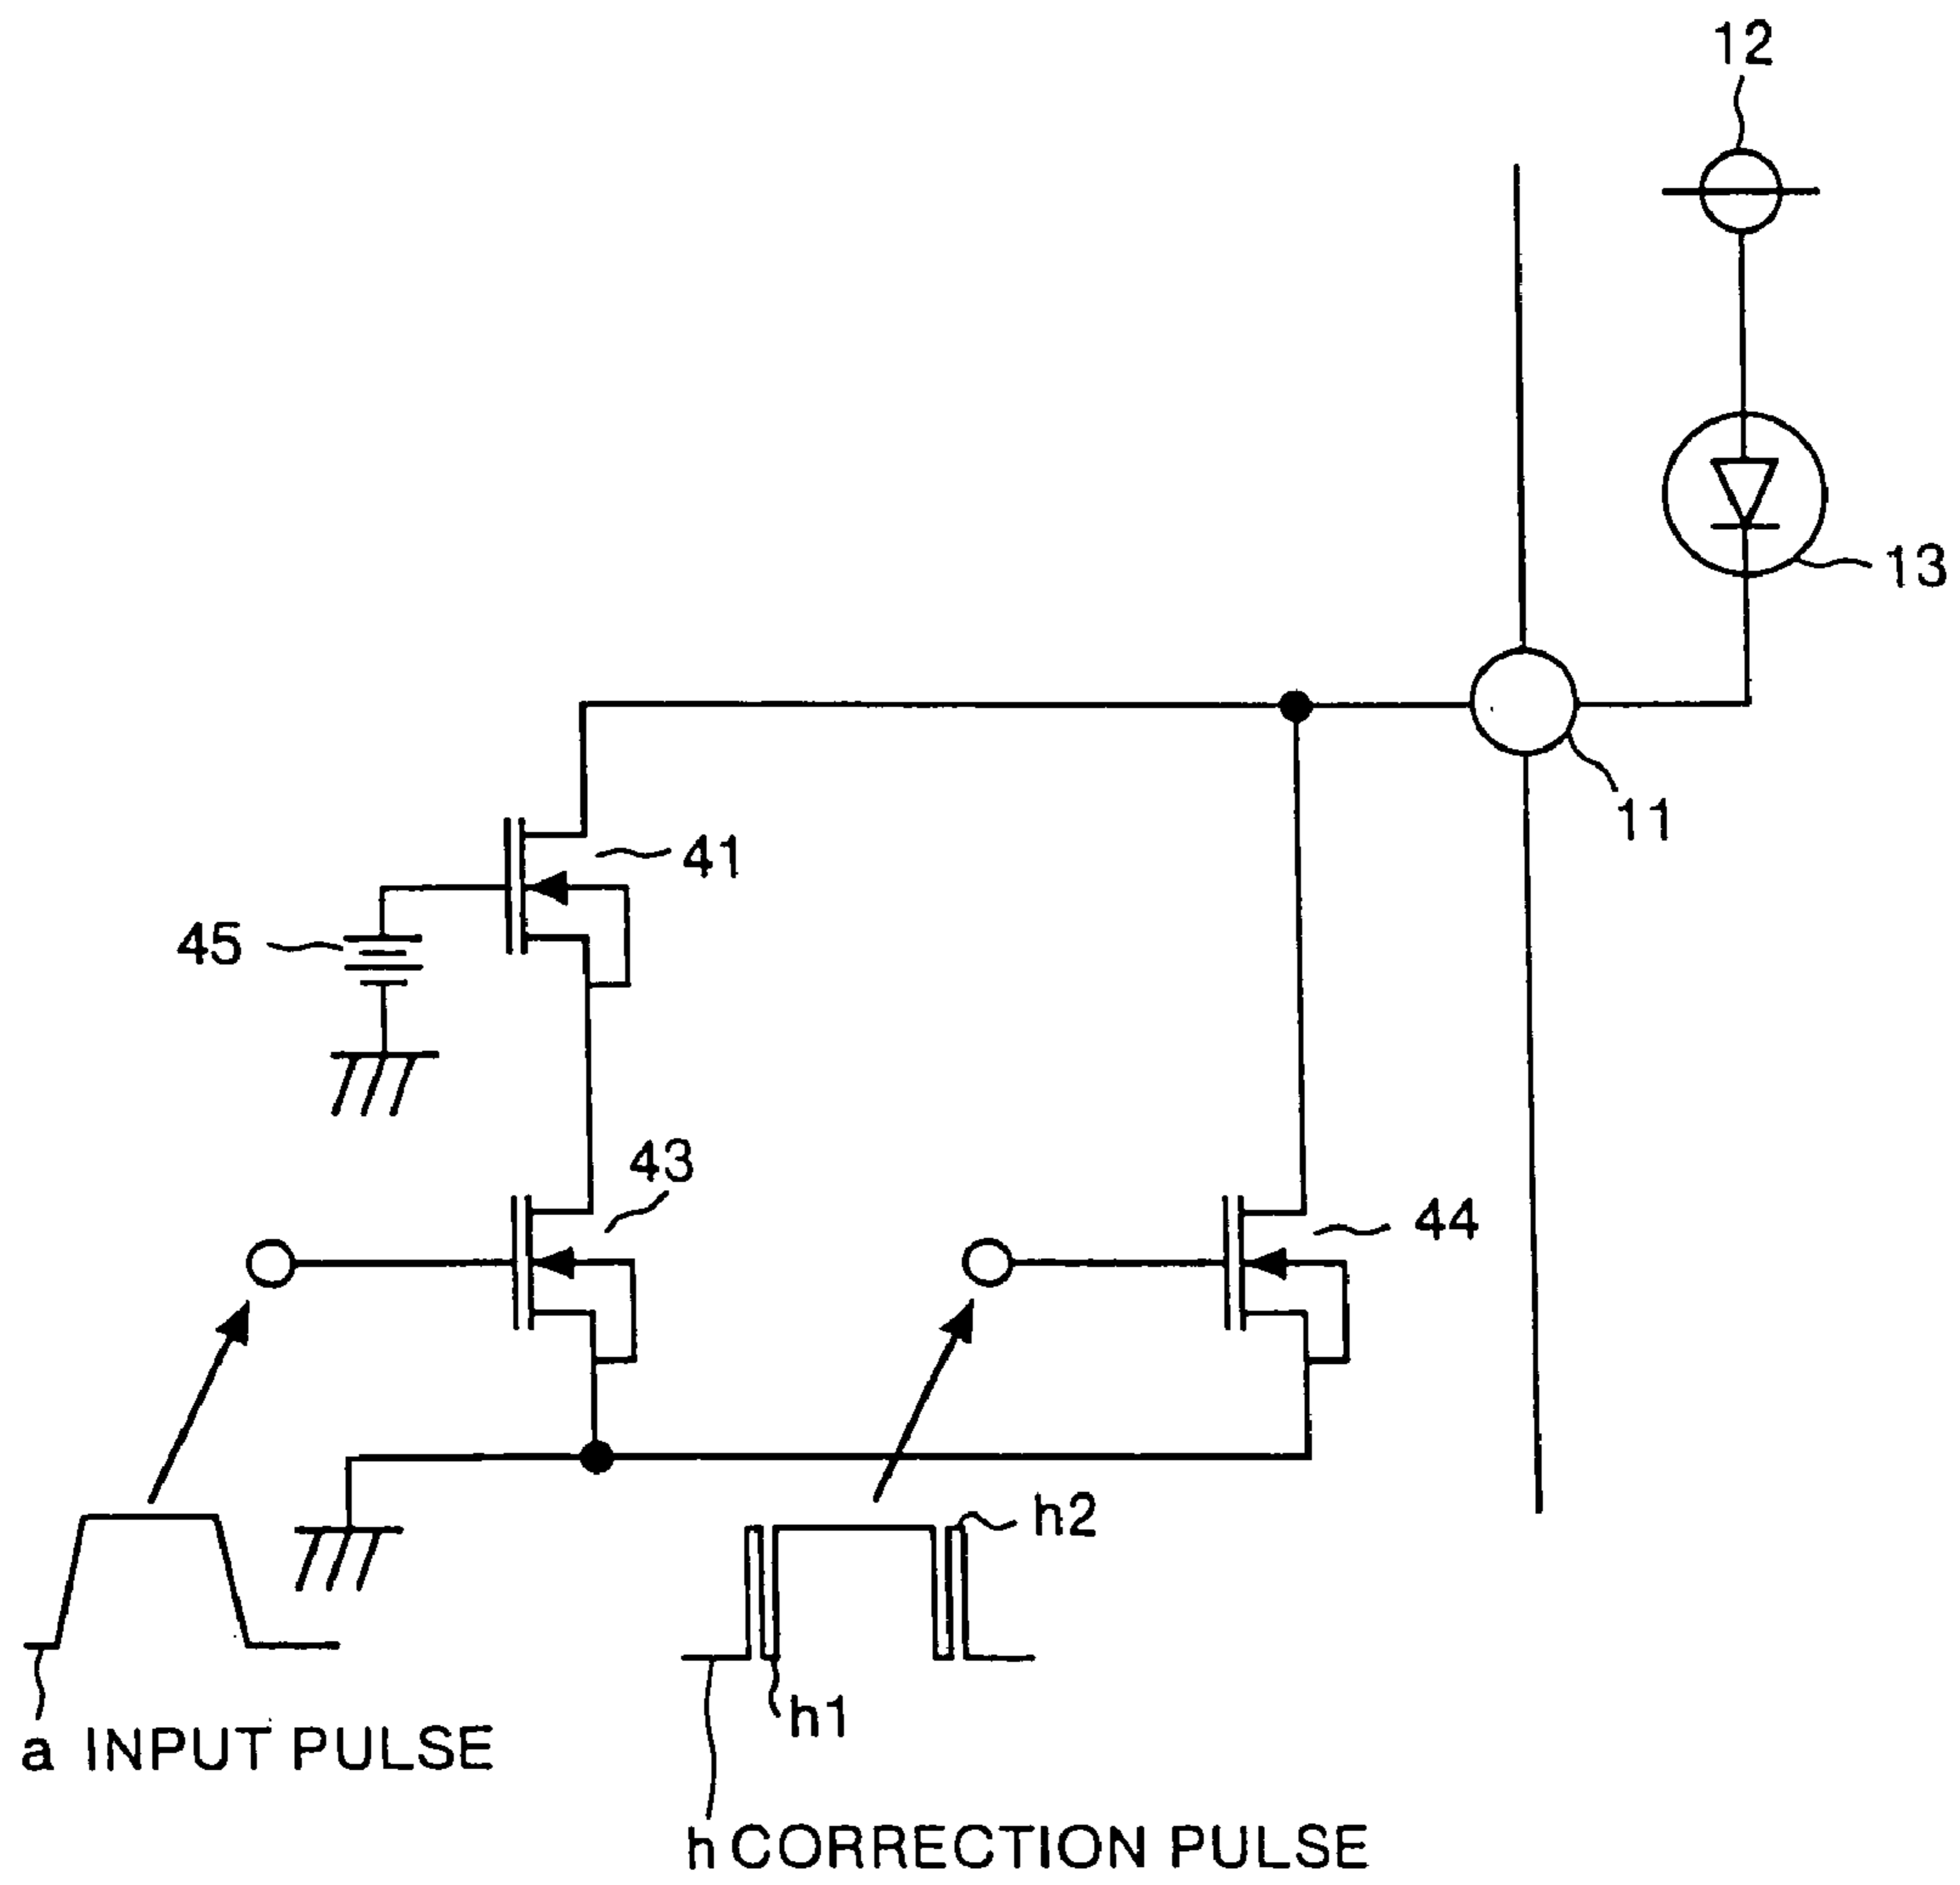 12
13
11
41
45
43
44
h2
h1
a INPUT PULSE
h CORRECTION PULSE